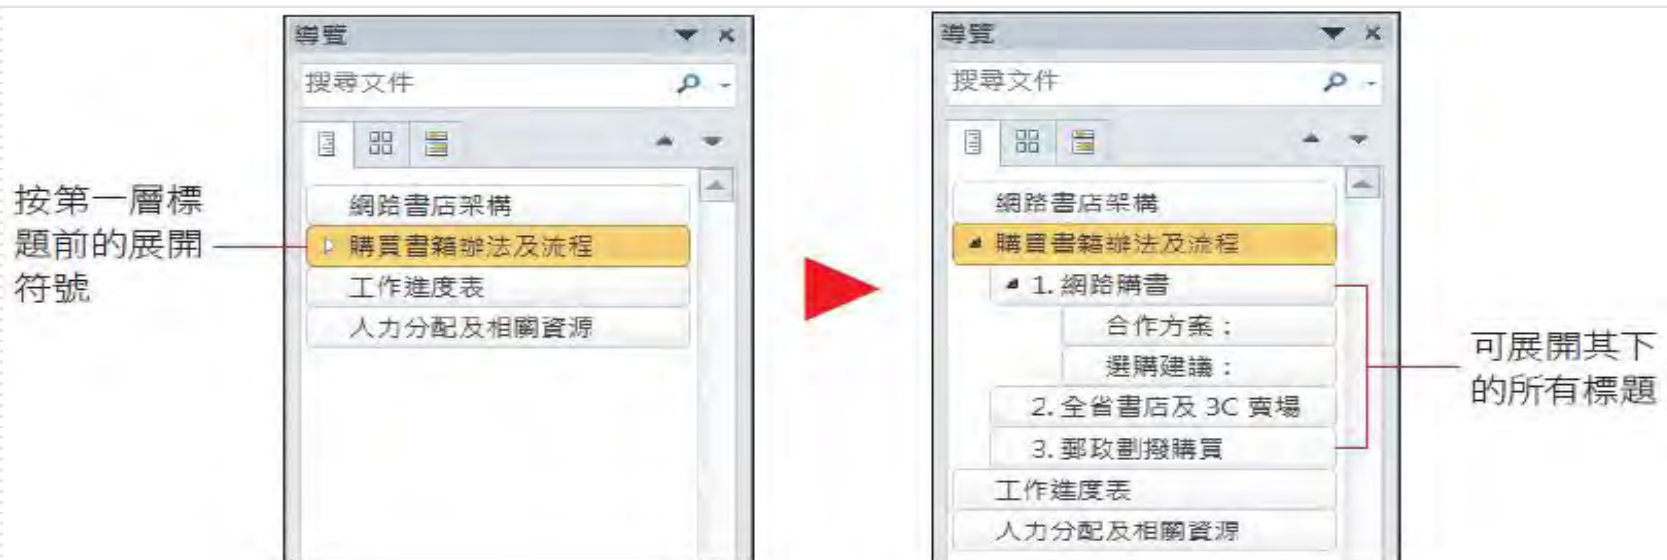 導覽
搜尋文件
按第一層標
題前的展開
符號
網路書店架構
購買書籍辦法及流程
工作進度表
人力分配及相關資源
導覽
搜尋文件
網路書店架構
購買書籍辦法及流程
1. 網路購書
合作方案：
選購建議：
2. 全省書店及 3C 賣場
3. 郵政劃撥購買
工作進度表
人力分配及相關資源
可展開其下
的所有標題